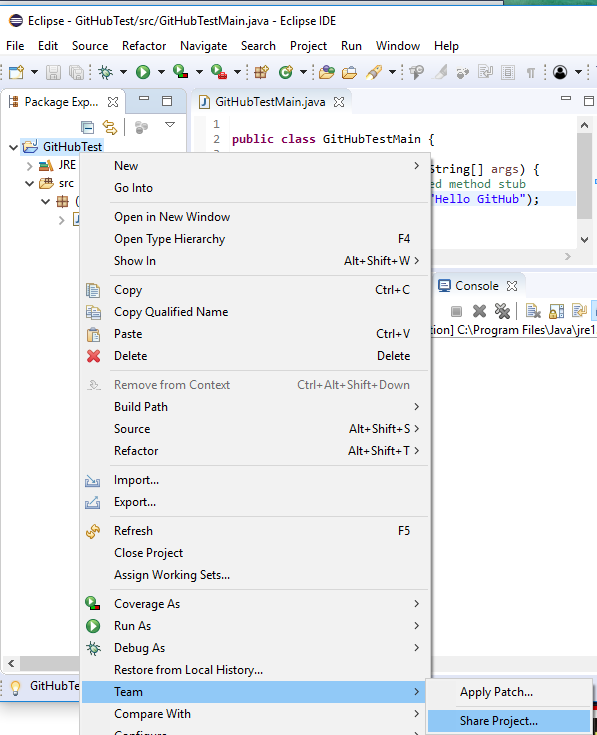 Eclipse - GitHubTest/src/GitHubTestMain.java - Eclipse IDE
File Edit Source Refactor Navigate Search Project Run Window Help
Package Exp...
GitHubTestMain.java
GitHubTest
JRE
src
(
1
2 public class GitHubTestMain {
String[] args) {
ed method stub
"Hello GitHub");
New
Go Into
Open in New Window
Open Type Hierarchy F4
Show In Alt+Shift+W
Copy Ctrl+C
Copy Qualified Name
Paste Ctrl+V
Delete Delete
Remove from Context Ctrl+Alt+Shift+Down
Build Path
Source Alt+Shift+S
Refactor Alt+Shift+T
Import...
Export...
Refresh F5
Close Project
Assign Working Sets...
Coverage As
Run As
Debug As
Restore from Local History...
Team
Compare With
Configure
Console
tion] C:\Program Files\Java\jre1
GitHubTe
Apply Patch...
Share Project...